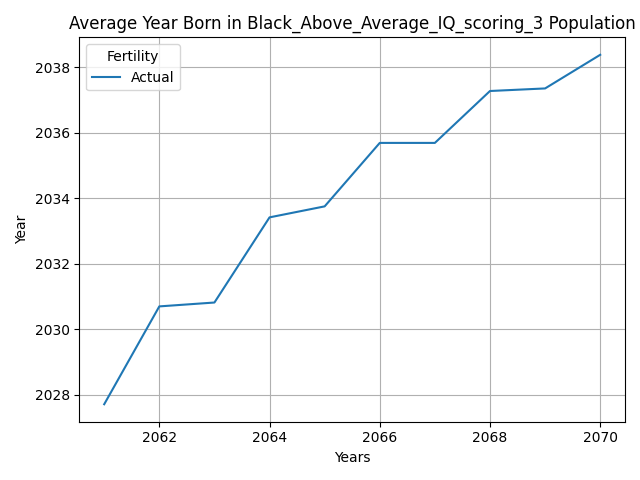 Average Year Born in Black_Above_Average_IQ_scoring_3 Population
Fertility
Actual
Year
2038
2036
2034
2032
2030
2028
2062 2064 2066 2068 2070
Years